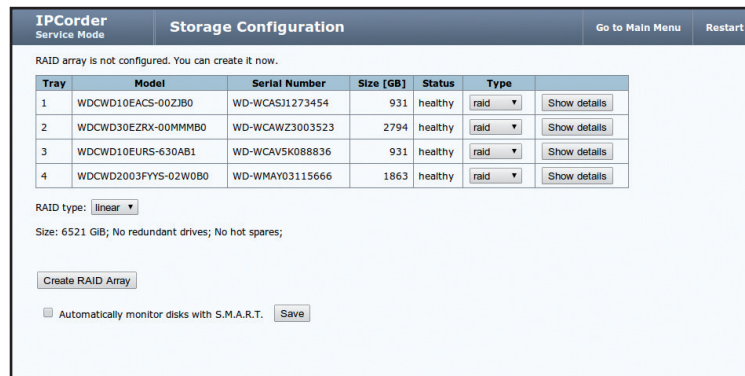 IPCorder
Service Mode
Storage Configuration
Go to Main Menu
Restart
RAID array is not configured. You can create it now.
Tray Model Serial Number Size [GB] Status Type
1 WDCWD10EACS-00ZJB0 WD-WCASJ1273454 931 healthy raid Show details
2 WDCWD30EZRX-00MMMB0 WD-WCAWZ3003523 2794 healthy raid Show details
3 WDCWD10EURS-630AB1 WD-WCAV5K088836 931 healthy raid Show details
4 WDCWD2003FYYS-02W0B0 WD-WMAY03115666 1863 healthy raid Show details
RAID type: linear
Size: 6521 GiB; No redundant drives; No hot spares;
Create RAID Array
Automatically monitor disks with S.M.A.R.T. Save